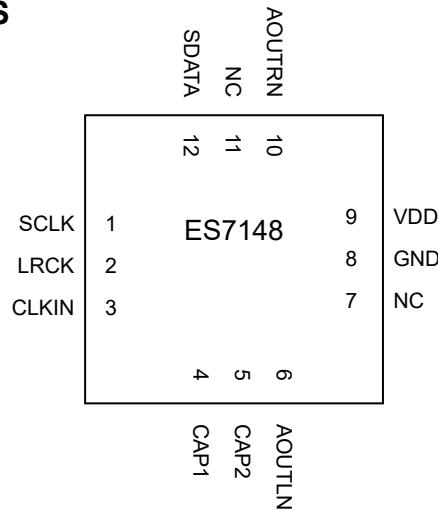 S
SDATA
NC
AOUTRN
12
11
10
SCLK 1
LRCK 2
CLKIN 3
ES7148
9 VDD
8 GND
7 NC
4
5
6
CAP1
CAP2
AOUTLN